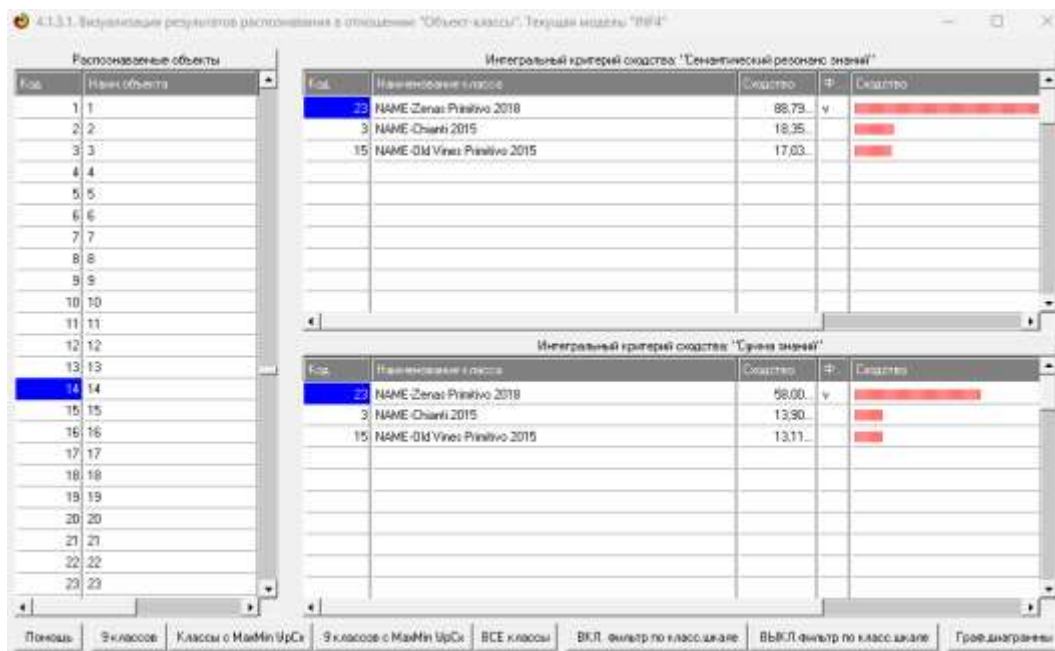 4.1.3.1. Визуализация результатов распознавания в отношении "Объект-классы". Текущая модель: "INF4"
Распознаваемые объекты
Код Наим.объекта
1 1
2 2
3 3
4 4
5 5
6 6
7 7
8 8
9 9
10 10
11 11
12 12
13 13
14 14
15 15
16 16
17 17
18 18
19 19
20 20
21 21
22 22
23 23
Интегральный критерий сходства: "Семантический резонанс знаний"
Код Наименование класса Сходство Ф... Сходство
23 NAME-Zenas Primitivo 2018 88,79... v
3 NAME-Chianti 2015 18,35...
15 NAME-Old Vines Primitivo 2015 17,03...
Интегральный критерий сходства: "Сумма знаний"
Код Наименование класса Сходство Ф... Сходство
23 NAME-Zenas Primitivo 2018 58,00... v
3 NAME-Chianti 2015 13,90...
15 NAME-Old Vines Primitivo 2015 13,11...
Помощь 9 классов Классы с MaxMin УрСх 9 классов с MaxMin УрСх ВСЕ классы ВКЛ. фильтр по класс.шкале ВЫКЛ.фильтр по класс.шкале Граф.диаграммы